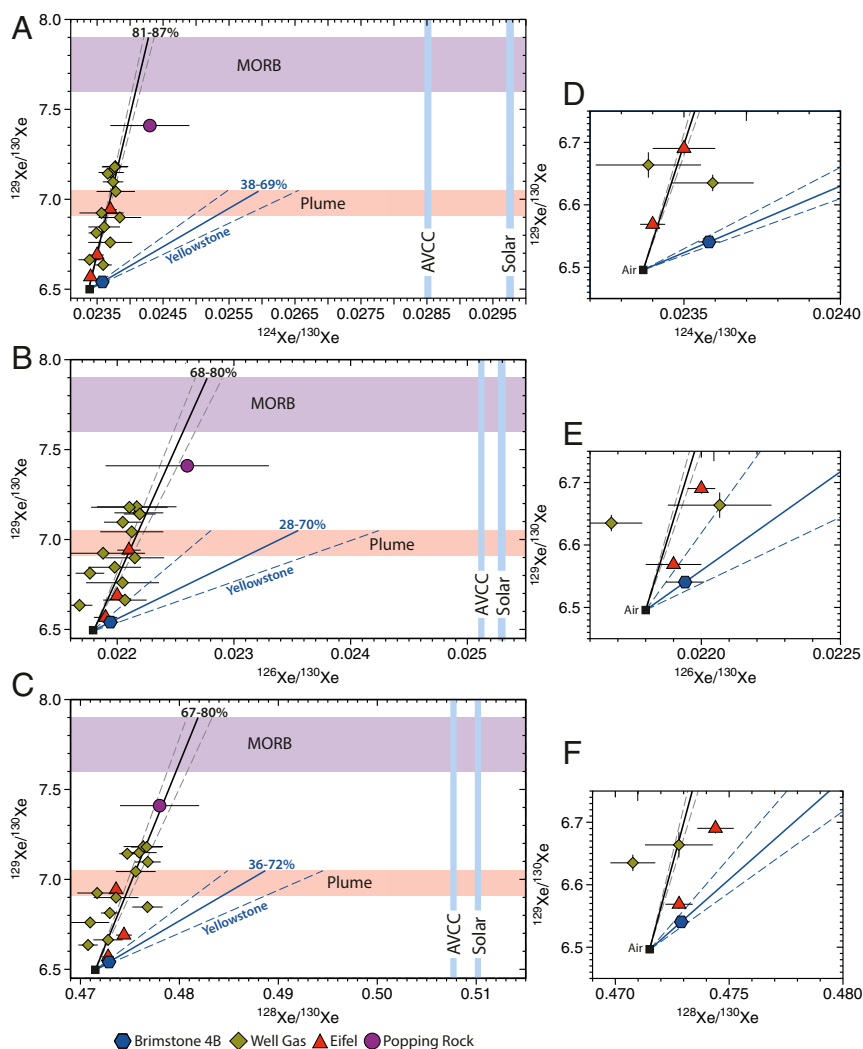 A
8.0
7.5
7.0
6.5
129Xe/130Xe
81-87%
MORB
38-69%
Plume
Yellowstone
AVCC
Solar
0.0235
0.0245
0.0255
0.0265
0.0275
0.0285
0.0295
124Xe/130Xe
D
6.7
6.6
6.5
129Xe/130Xe
Air
0.0235
0.0240
124Xe/130Xe
B
8.0
7.5
7.0
6.5
129Xe/130Xe
68-80%
MORB
28-70%
Plume
Yellowstone
AVCC
Solar
0.022
0.023
0.024
0.025
126Xe/130Xe
E
6.7
6.6
6.5
129Xe/130Xe
Air
0.0220
0.0225
126Xe/130Xe
C
8.0
7.5
7.0
6.5
129Xe/130Xe
67-80%
MORB
36-72%
Plume
Yellowstone
AVCC
Solar
0.47
0.48
0.49
0.50
0.51
128Xe/130Xe
F
6.7
6.6
6.5
129Xe/130Xe
Air
0.470
0.475
0.480
128Xe/130Xe
Brimstone 4B Well Gas Eifel Popping Rock